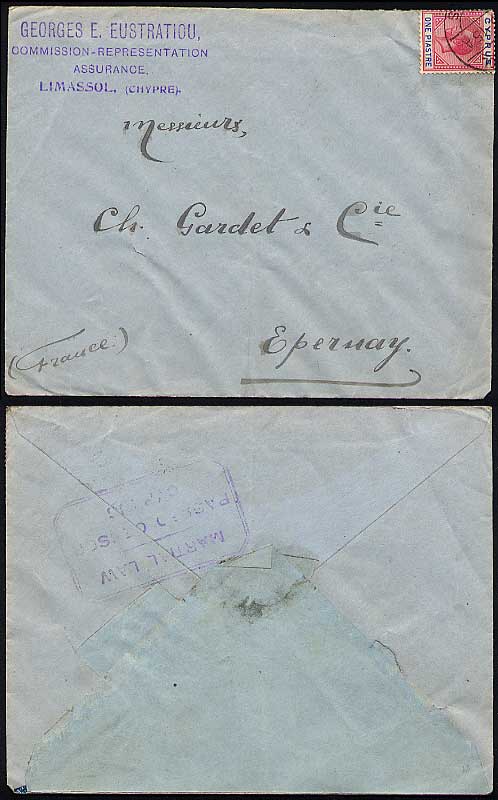 GEORGES E. EUSTRATIOU,
COMMISSION-REPRESENTATION
ASSURANCE.
LIMASSOL. (CHYPRE).
CYPRUS
ONE PIASTRE
Messieurs,
Ch. Gardet & Cie
Epernay.
(France.)
MARTIAL LAW
PASSED CENSOR
CYPRUS